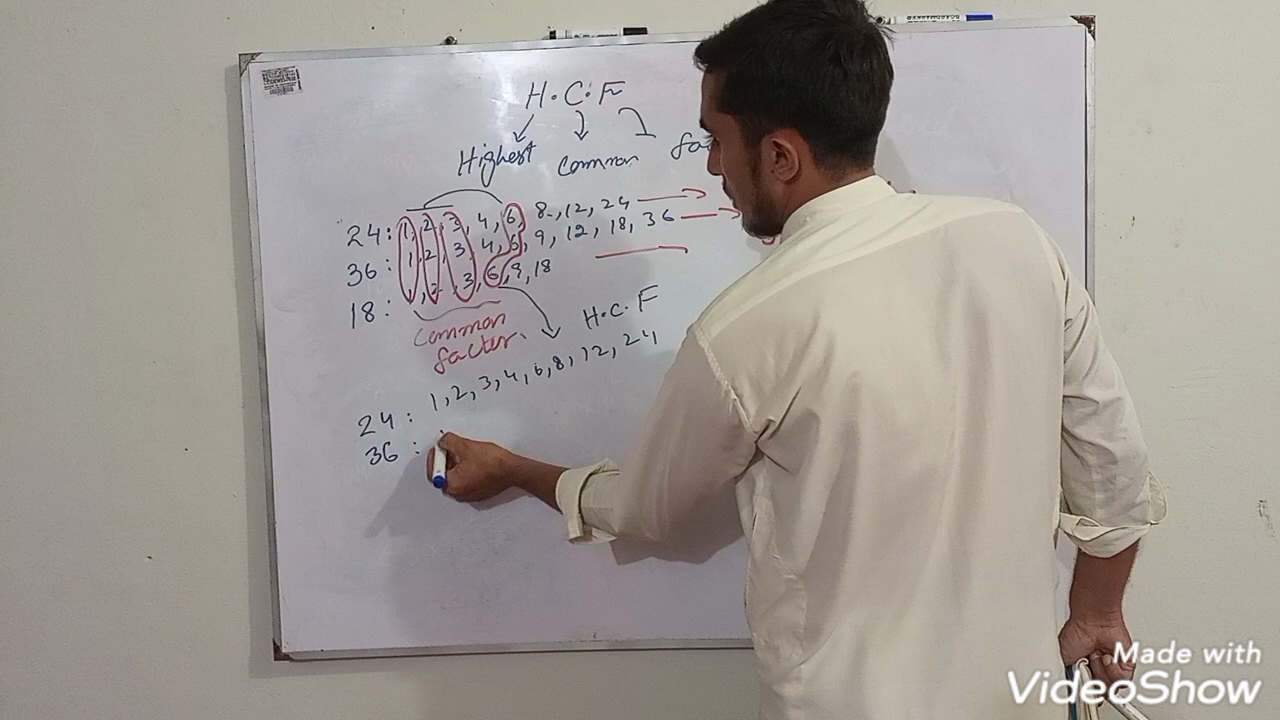 H.C.F
Highest Common
24: 1, 2, 3, 4, 6, 8, 12, 24
36: 1, 2, 3, 4, 6, 9, 12, 18, 36
18: 1, 2, 3, 6, 9, 18
Common
factor.
H.C.F
24: 1, 2, 3, 4, 6, 8, 12, 24
36:
Made with
VideoShow